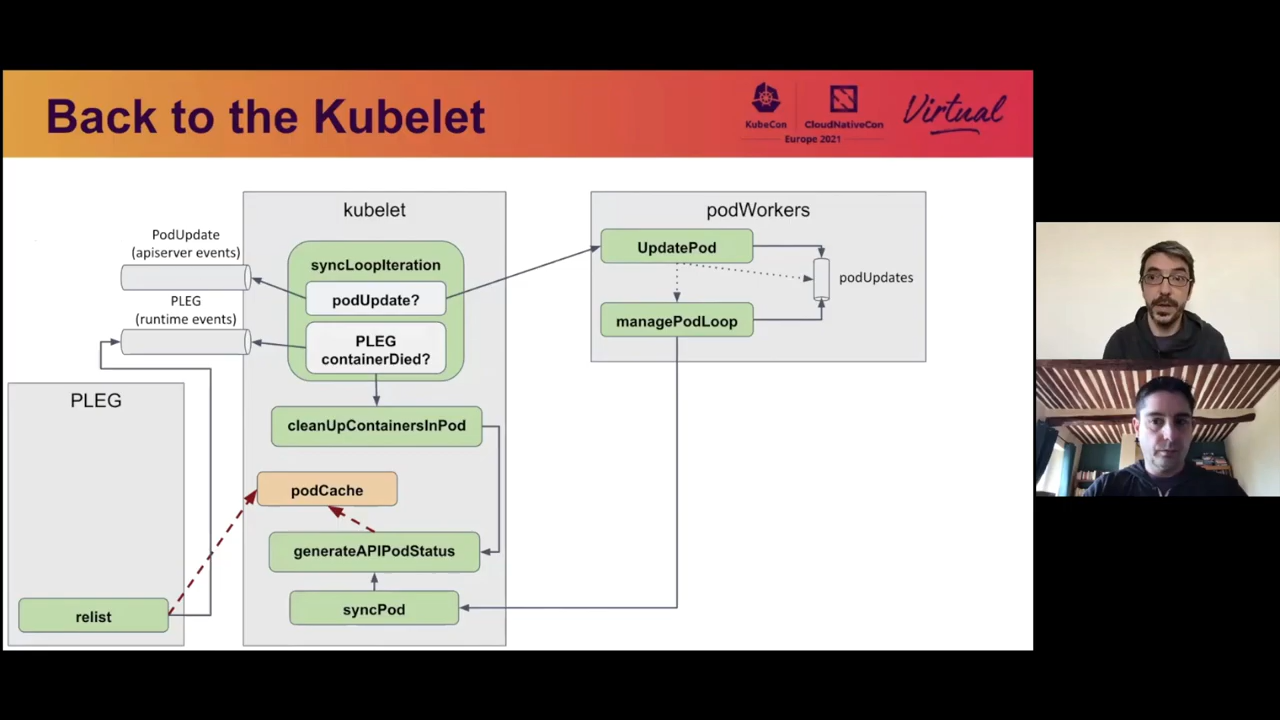 Back to the Kubelet
KubeCon
CloudNativeCon
Europe 2021
Virtual
kubelet
podWorkers
PodUpdate
(apiserver events)
PLEG
(runtime events)
syncLoopIteration
podUpdate?
PLEG
containerDied?
UpdatePod
podUpdates
managePodLoop
PLEG
cleanUpContainersInPod
podCache
generateAPIPodStatus
syncPod
relist